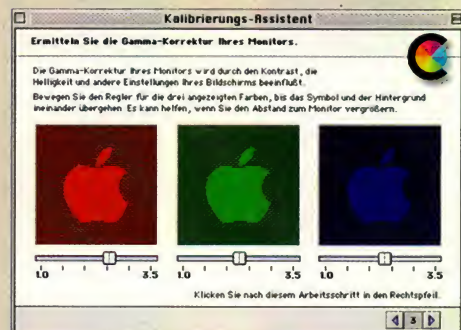 Kalibrierungs-Assistent
Ermitteln Sie die Gamma-Korrektur Ihres Monitors.
Die Gamma-Korrektur Ihres Monitors wird durch den Kontrast, die
Helligkeit und andere Einstellungen Ihres Bildschirms beeinflußt.
Bewegen Sie den Regler für die drei angezeigten Farben, bis das Symbol und der Hintergrund
ineinander übergehen. Es kann helfen, wenn Sie den Abstand zum Monitor vergrößern.
1.0 3.5 1.0 3.5 1.0 3.5
Klicken Sie nach diesem Arbeitsschritt in den Rechtspfeil.
3